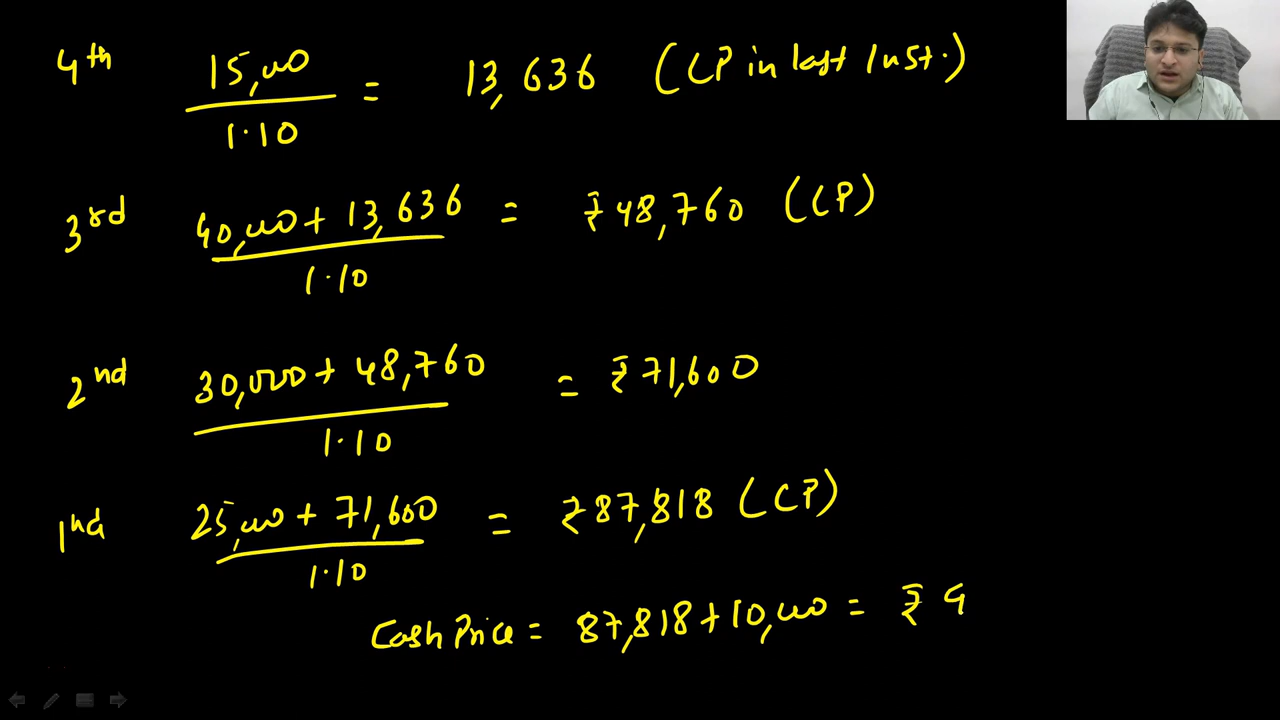 4th 15,000 / 1.10 = 13,636 (CP in last Inst.)
3rd 40,000 + 13,636 / 1.10 = ₹48,760 (CP)
2nd 30,000 + 48,760 / 1.10 = ₹71,600
1nd 25,000 + 71,600 / 1.10 = ₹87,818 (CP)
Cash Price = 87,818 + 10,000 = ₹9